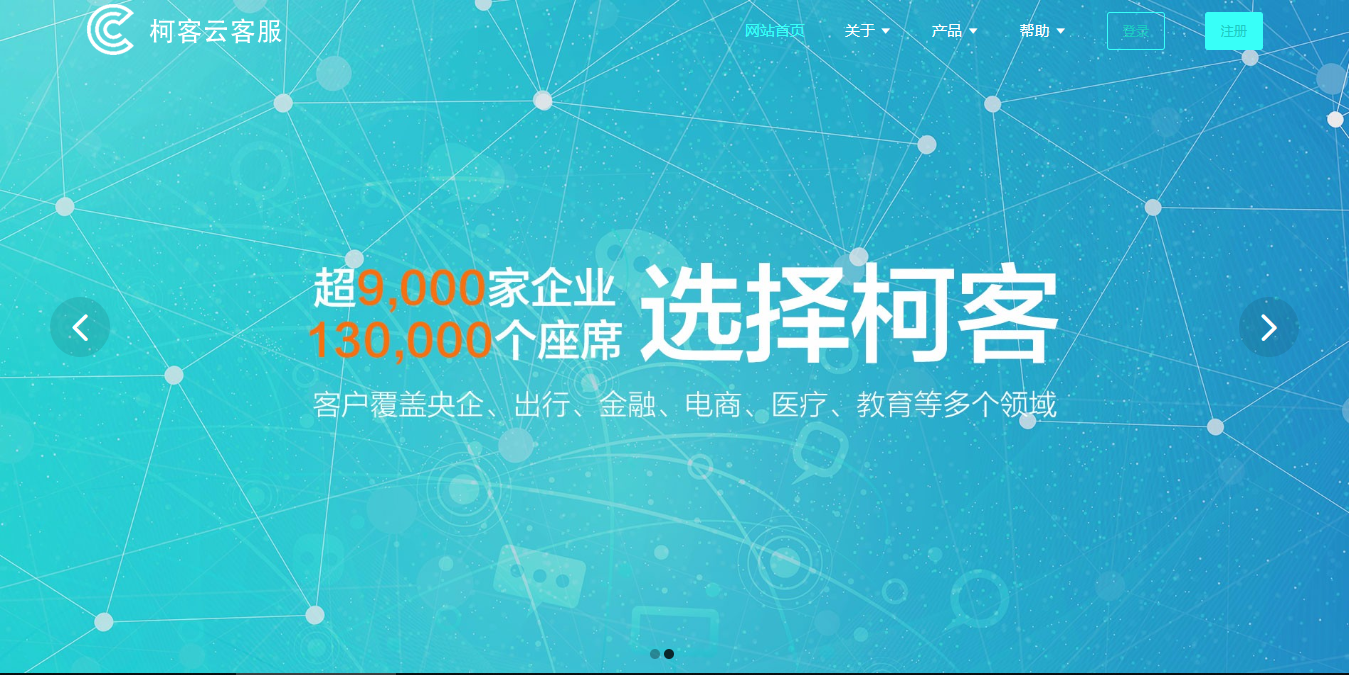 柯客云客服
网站首页 关于 产品 帮助 登录 注册
超9,000家企业
130,000个座席
选择柯客
客户覆盖央企、出行、金融、电商、医疗、教育等多个领域